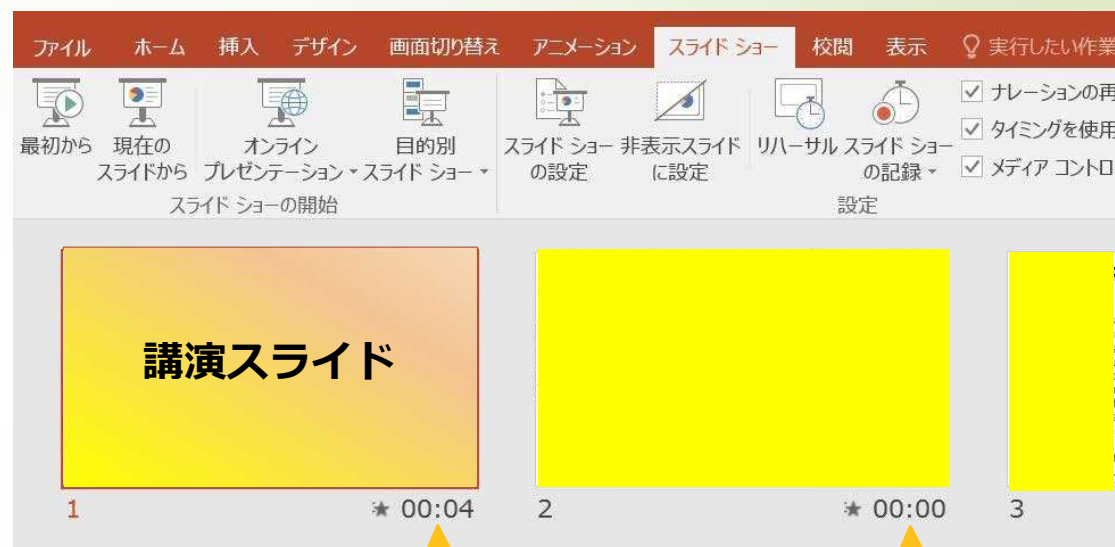 ファイル ホーム 挿入 デザイン 画面切り替え アニメーション スライド ショー 校閲 表示 実行したい作業
最初から 現在の
スライドから オンライン
プレゼンテーション 目的別
スライド ショー スライド ショー
の設定 非表示スライド
に設定 リハーサル スライド ショー
の記録
ナレーションの再
タイミングを使用
メディア コントロ
スライド ショーの開始 設定
講演スライド
1 00:04 2 00:00 3